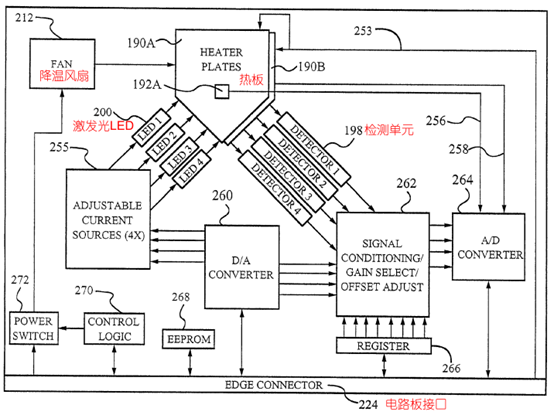 212
190A
253
FAN
降温风扇
HEATER
PLATES
热板
190B
192A
200
激发光LED
LED 1
LED 2
LED 3
LED 4
DETECTOR 1
DETECTOR 2
DETECTOR 3
DETECTOR 4
198 检测单元
256
258
255
260
262
264
ADJUSTABLE
CURRENT
SOURCES (4X)
D/A
CONVERTER
SIGNAL
CONDITIONING/
GAIN SELECT/
OFFSET ADJUST
A/D
CONVERTER
272
270
268
POWER
SWITCH
CONTROL
LOGIC
EEPROM
REGISTER
266
EDGE CONNECTOR
224 电路板接口